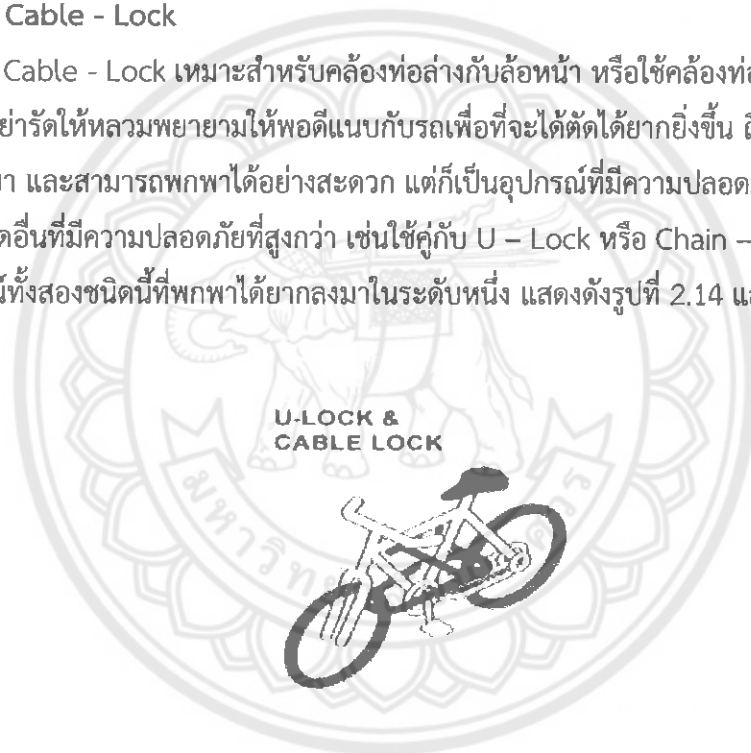 Cable - Lock
Cable - Lock เหมาะสำหรับคล้องท่อล่างกับล้อหน้า หรือใช้คล้องท่อ
ย่ารัดให้หลวมพยายามให้พอดีแนบกับรถเพื่อที่จะได้ตัดได้ยากยิ่งขึ้น ถึ
า และสามารถพกพาได้อย่างสะดวก แต่ก็เป็นอุปกรณ์ที่มีความปลอด
ดอื่นที่มีความปลอดภัยที่สูงกว่า เช่นใช้คู่กับ U – Lock หรือ Chain –
์ทั้งสองชนิดนี้ที่พกพาได้ยากลงมาในระดับหนึ่ง แสดงดังรูปที่ 2.14 แ
U-LOCK &
CABLE LOCK